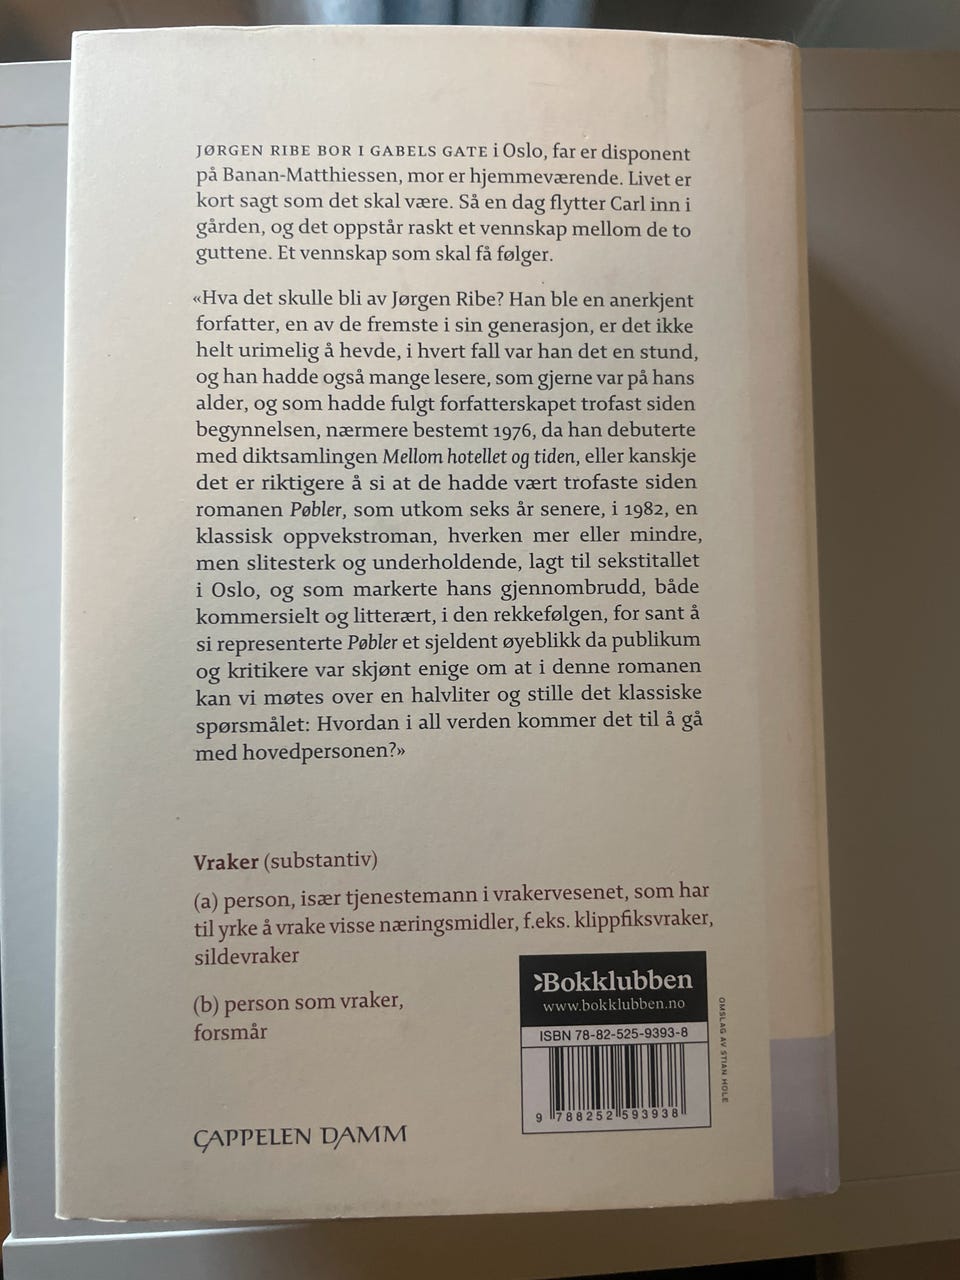 JØRGEN RIBE BOR I GABELS GATE i Oslo, far er disponent
på Banan-Matthiessen, mor er hjemmeværende. Livet er
kort sagt som det skal være. Så en dag flytter Carl inn i
gården, og det oppstår raskt et vennskap mellom de to
guttene. Et vennskap som skal få følger.
«Hva det skulle bli av Jørgen Ribe? Han ble en anerkjent
forfatter, en av de fremste i sin generasjon, er det ikke
helt urimelig å hevde, i hvert fall var han det en stund,
og han hadde også mange lesere, som gjerne var på hans
alder, og som hadde fulgt forfatterskapet trofast siden
begynnelsen, nærmere bestemt 1976, da han debuterte
med diktsamlingen Mellom hotellet og tiden, eller kanskje
det er riktigere å si at de hadde vært trofaste siden
romanen Pøbler, som utkom seks år senere, i 1982, en
klassisk oppvekstroman, hverken mer eller mindre,
men slitesterk og underholdende, lagt til sekstitallet
i Oslo, og som markerte hans gjennombrudd, både
kommersielt og litterært, i den rekkefølgen, for sant å
si representerte Pøbler et sjeldent øyeblikk da publikum
og kritikere var skjønt enige om at i denne romanen
kan vi møtes over en halvliter og stille det klassiske
spørsmålet: Hvordan i all verden kommer det til å gå
med hovedpersonen?»
Vraker (substantiv)
(a) person, især tjenestemann i vrakervesenet, som har
til yrke å vrake visse næringsmidler, f.eks. klippfiksvraker,
sildevraker
(b) person som vraker,
forsmår
Bokklubben
www.bokklubben.no
ISBN 78-82-525-9393-8
9 788252 593938
OMSLAG AV STIAN HOLE
CAPPELEN DAMM